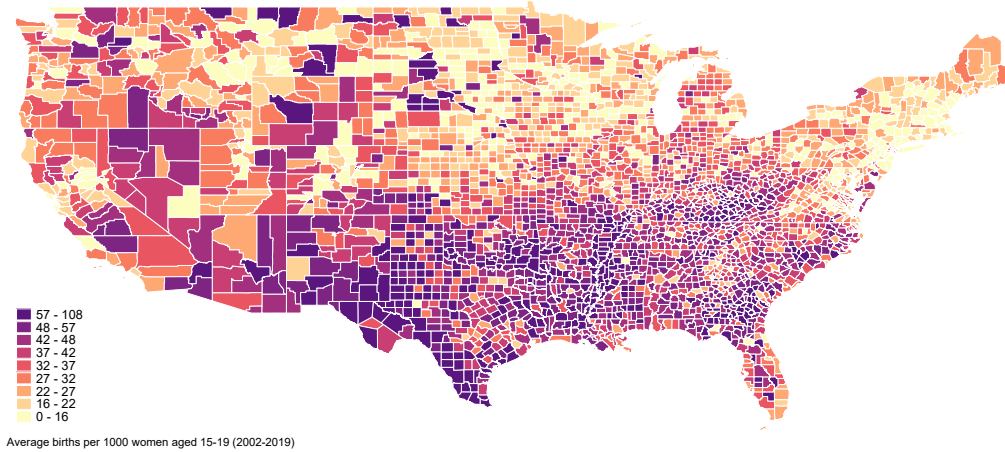 57 - 108
48 - 57
42 - 48
37 - 42
32 - 37
27 - 32
22 - 27
16 - 22
0 - 16
Average births per 1000 women aged 15-19 (2002-2019)